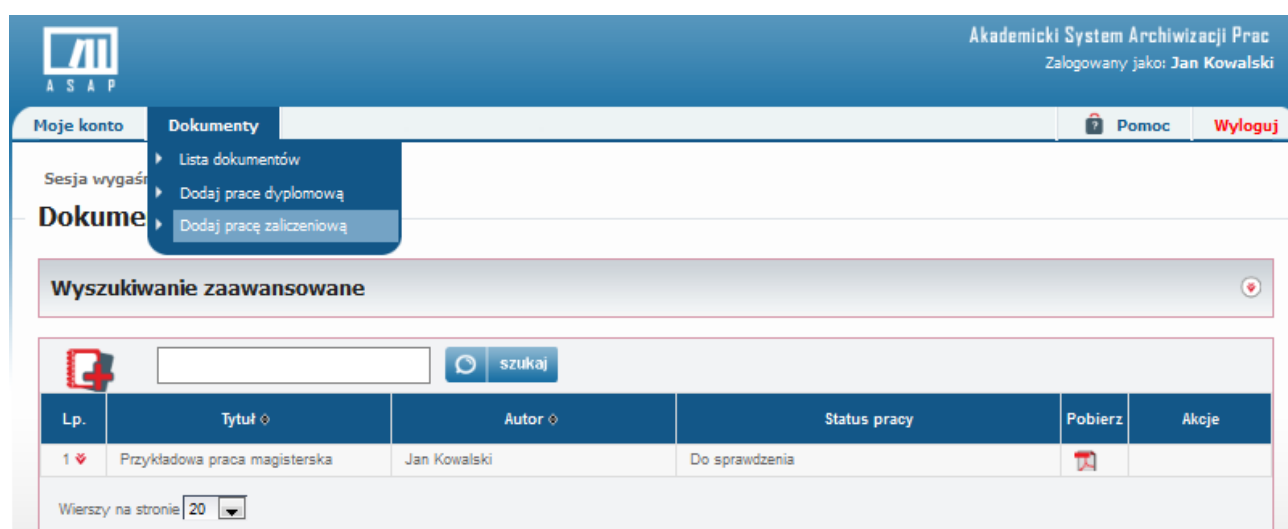 Akademicki System Archiwizacji Prac
Zalogowany jako: Jan Kowalski
ASAP
Moje konto Dokumenty Pomoc Wyloguj
Lista dokumentów
Sesja
Dodaj prace dyplomową
Dodaj pracę zaliczeniową
Wyszukiwanie zaawansowane
szukaj
Lp. Tytuł Autor Status pracy Pobierz Akcje
1 Przykładowa praca magisterska Jan Kowalski Do sprawdzenia
Wierszy na stronie 20